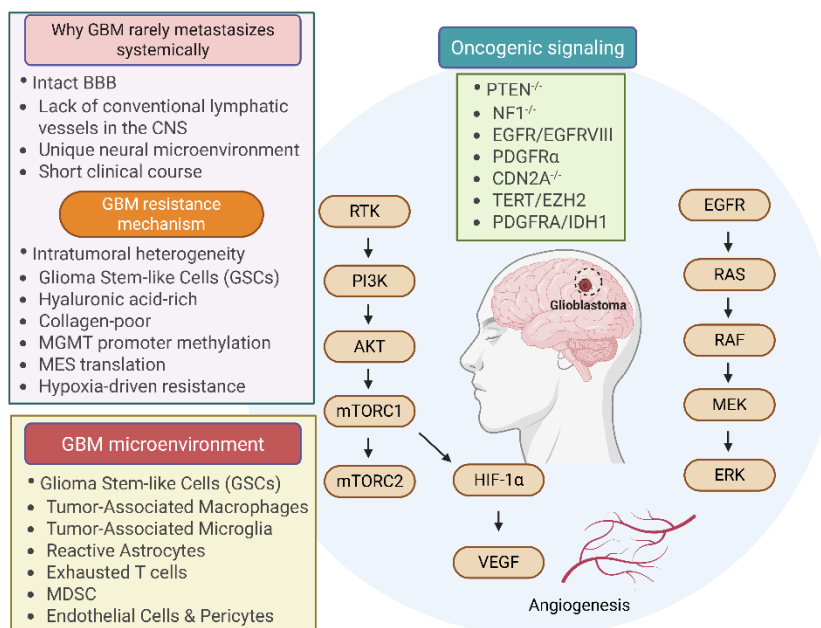 Why GBM rarely metastasizes
systemically
• Intact BBB
• Lack of conventional lymphatic
vessels in the CNS
• Unique neural microenvironment
• Short clinical course
GBM resistance
mechanism
• Intratumoral heterogeneity
• Glioma Stem-like Cells (GSCs)
• Hyaluronic acid-rich
• Collagen-poor
• MGMT promoter methylation
• MES translation
• Hypoxia-driven resistance
GBM microenvironment
• Glioma Stem-like Cells (GSCs)
• Tumor-Associated Macrophages
• Tumor-Associated Microglia
• Reactive Astrocytes
• Exhausted T cells
• MDSC
• Endothelial Cells & Pericytes
Oncogenic signaling
• PTEN-/-
• NF1-/-
• EGFR/EGFRVIII
• PDGFRα
• CDN2A-/-
• TERT/EZH2
• PDGFRA/IDH1
RTK
PI3K
AKT
mTORC1
mTORC2
HIF-1α
VEGF
Glioblastoma
Angiogenesis
EGFR
RAS
RAF
MEK
ERK